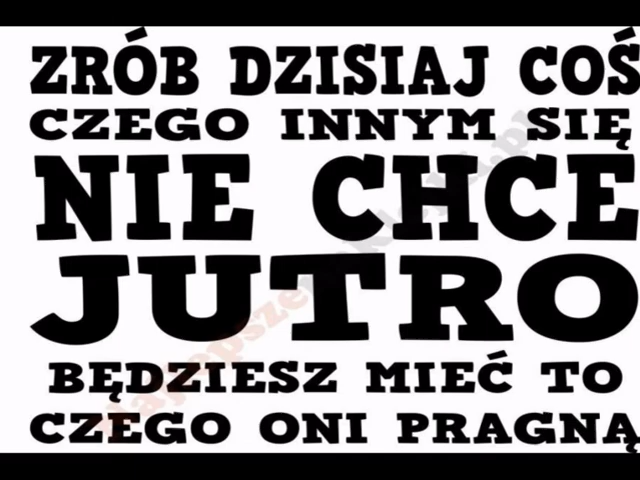 ZRÓB DZISIAJ COŚ
CZEGO INNYM SIĘ
NIE CHCE
JUTRO
BĘDZIESZ MIEĆ TO
CZEGO ONI PRAGNĄ